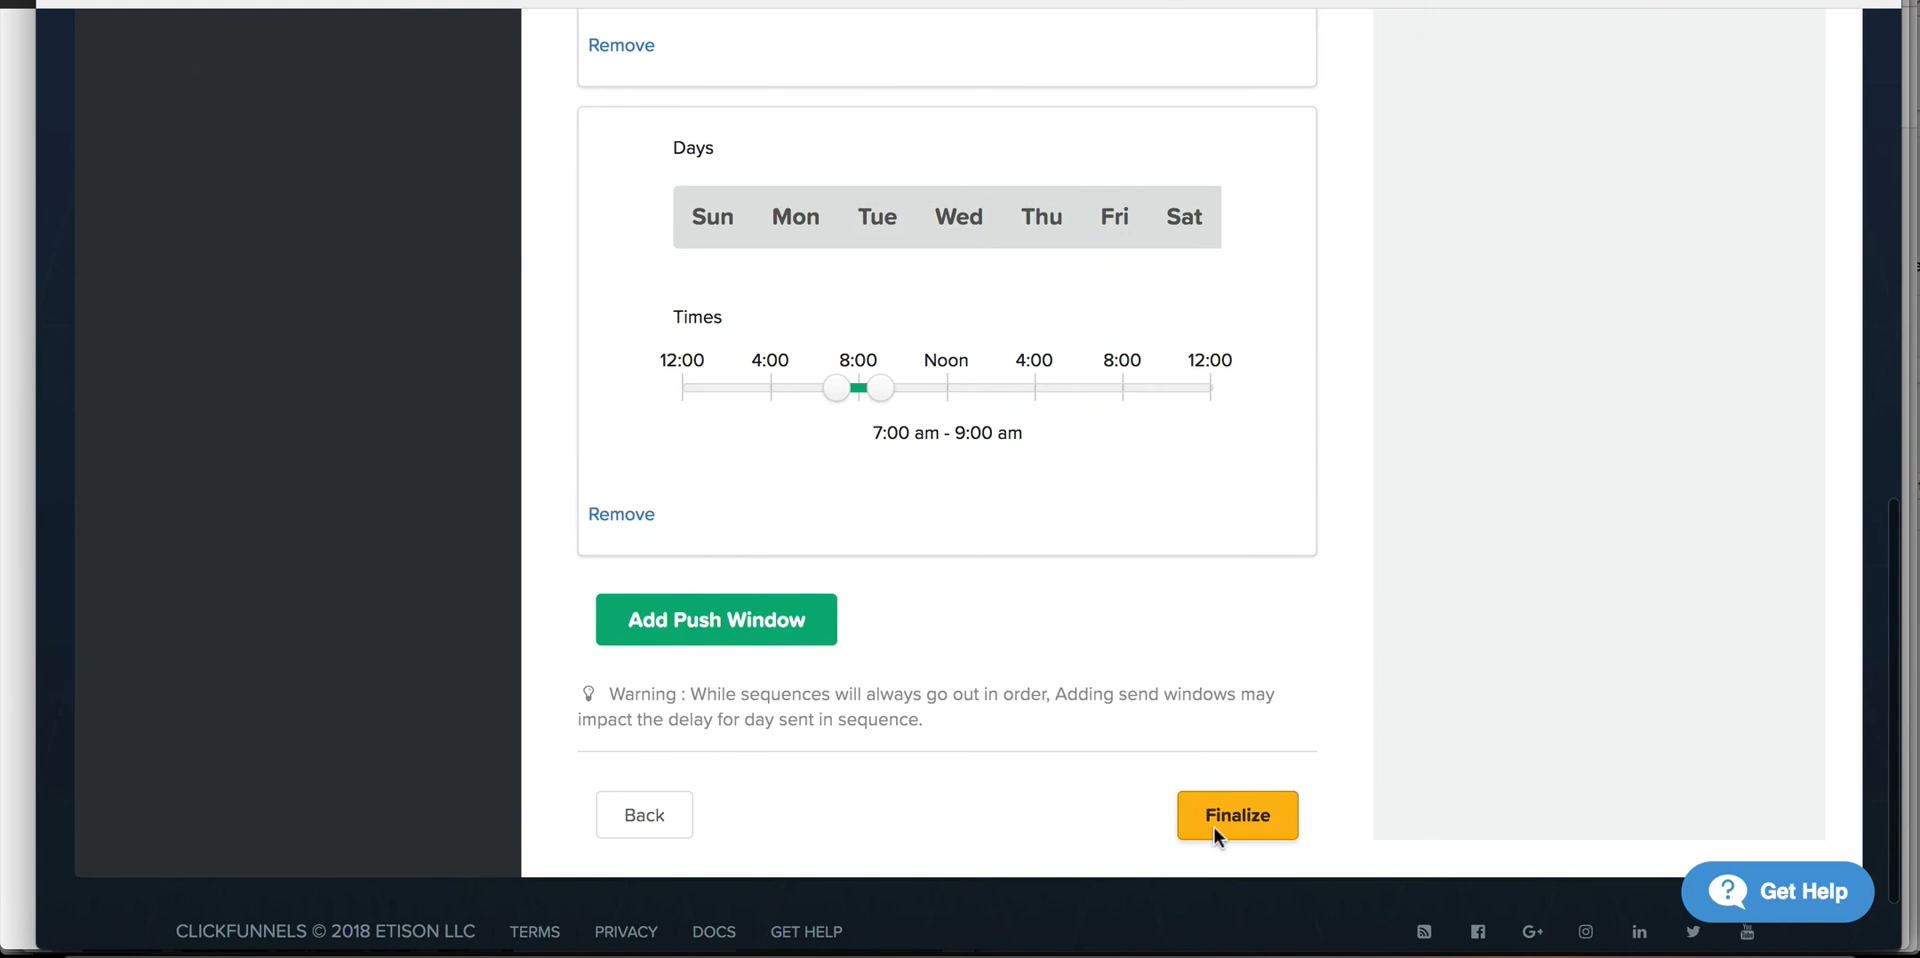 Remove
Days
Sun Mon Tue Wed Thu Fri Sat
Times
12:00 4:00 8:00 Noon 4:00 8:00 12:00
7:00 am - 9:00 am
Remove
Add Push Window
Warning : While sequences will always go out in order, Adding send windows may
impact the delay for day sent in sequence.
Back Finalize
? Get Help
CLICKFUNNELS © 2018 ETISON LLC TERMS PRIVACY DOCS GET HELP